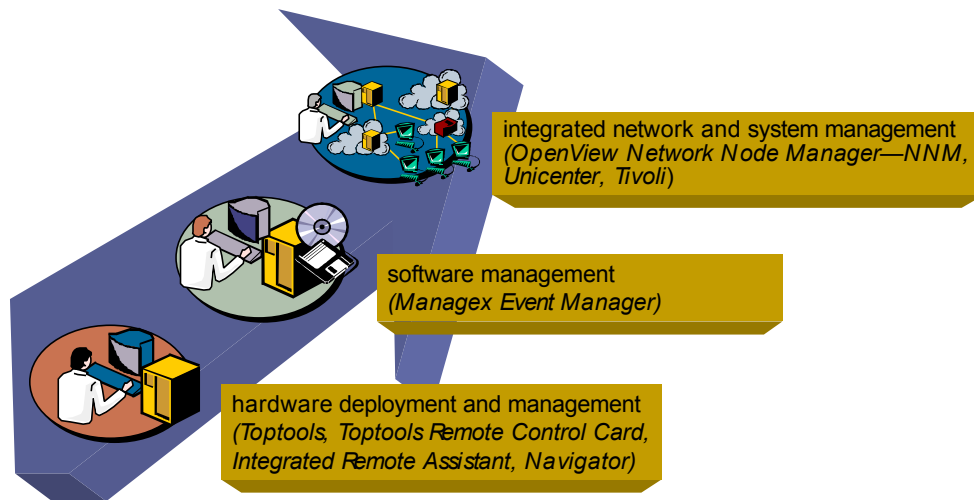 integrated network and system management
(OpenView Network Node Manager—NNM,
Unicenter, Tivoli)
software management
(Managex Event Manager)
hardware deployment and management
(Toptools, Toptools Remote Control Card,
Integrated Remote Assistant, Navigator)